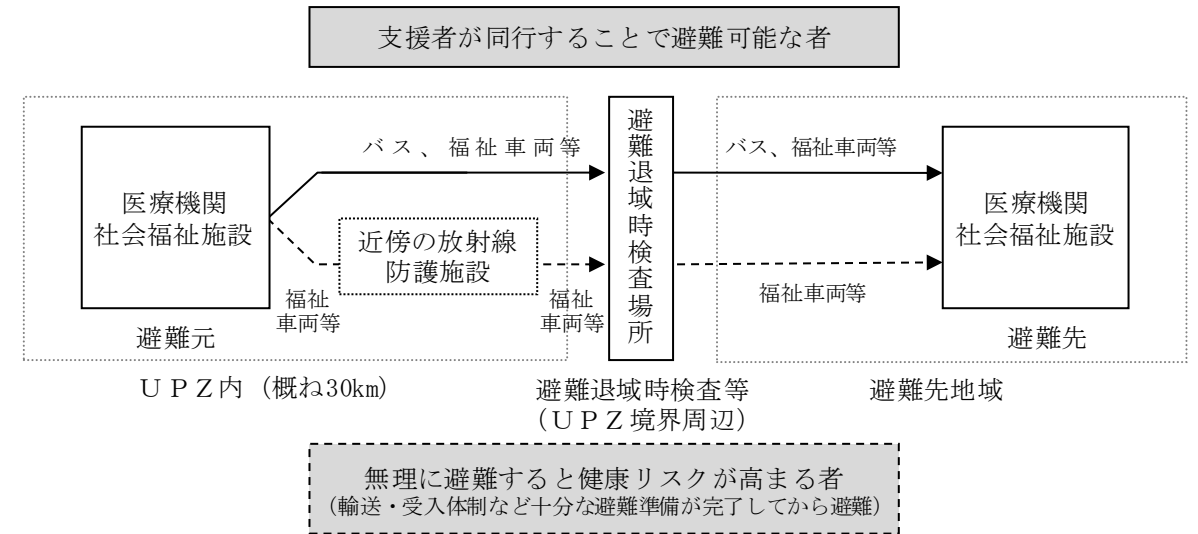 支援者が同行することで避難可能な者
医療機関
社会福祉施設
避難元
バス、福祉車両等
近傍の放射線
防護施設
福祉
車両等
福祉
車両等
避難退域時検査場所
バス、福祉車両等
福祉車両等
医療機関
社会福祉施設
避難先
ＵＰＺ内（概ね30km）
避難退域時検査等
（ＵＰＺ境界周辺）
避難先地域
無理に避難すると健康リスクが高まる者
（輸送・受入体制など十分な避難準備が完了してから避難）